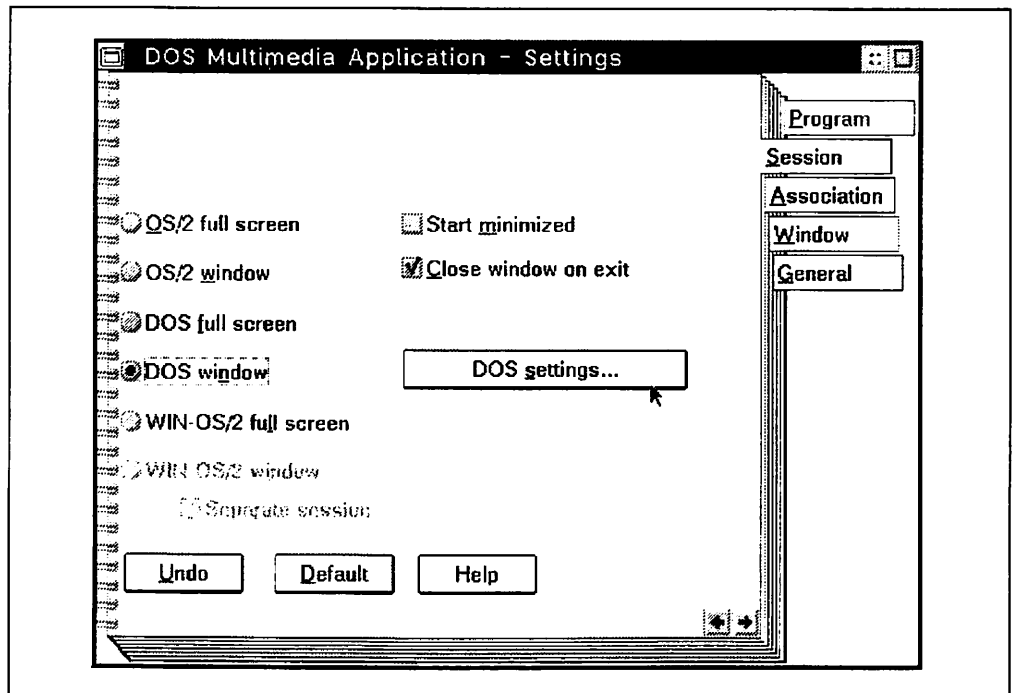 DOS Multimedia Application - Settings
Program
Session
Association
Window
General
OS/2 full screen
OS/2 window
DOS full screen
DOS window
WIN-OS/2 full screen
WIN-OS/2 window
Separate session
Start minimized
Close window on exit
DOS settings...
Undo
Default
Help